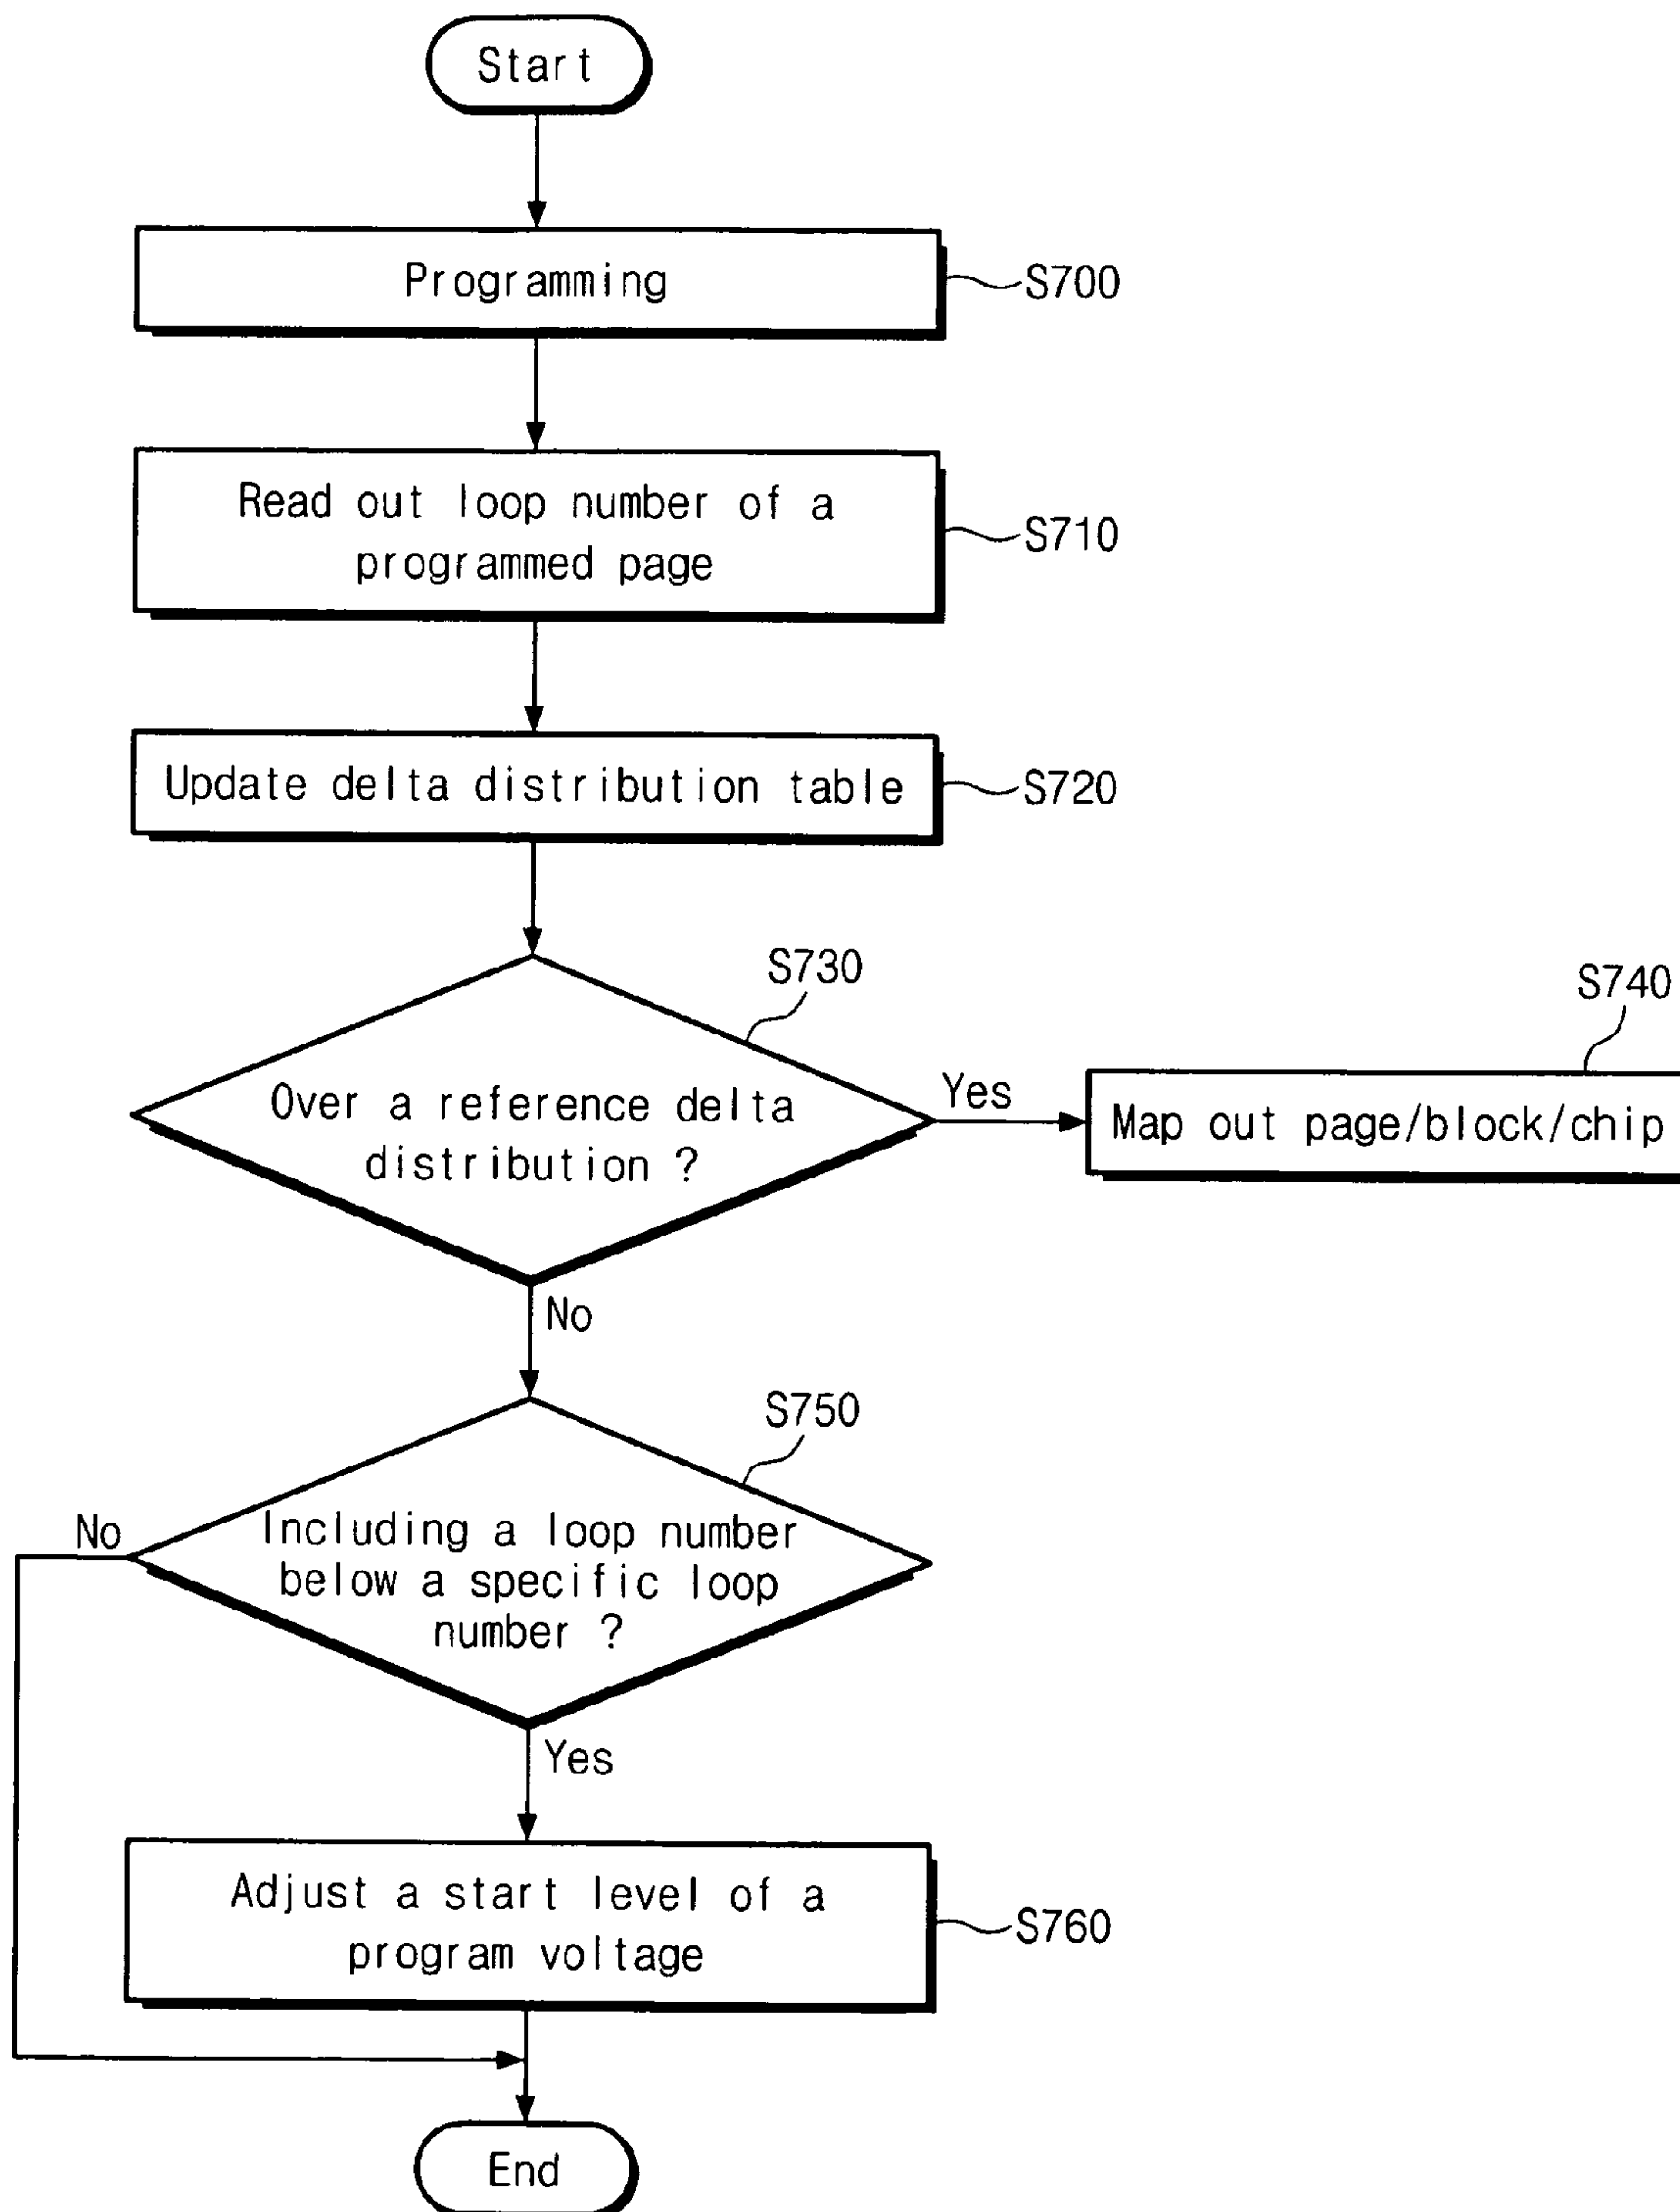 Start
Programming
S700
Read out loop number of a
programmed page
S710
Update delta distribution table
S720
S730
Over a reference delta
distribution ?
Yes
S740
Map out page/block/chip
No
S750
No
Including a loop number
below a specific loop
number ?
Yes
Adjust a start level of a
program voltage
S760
End